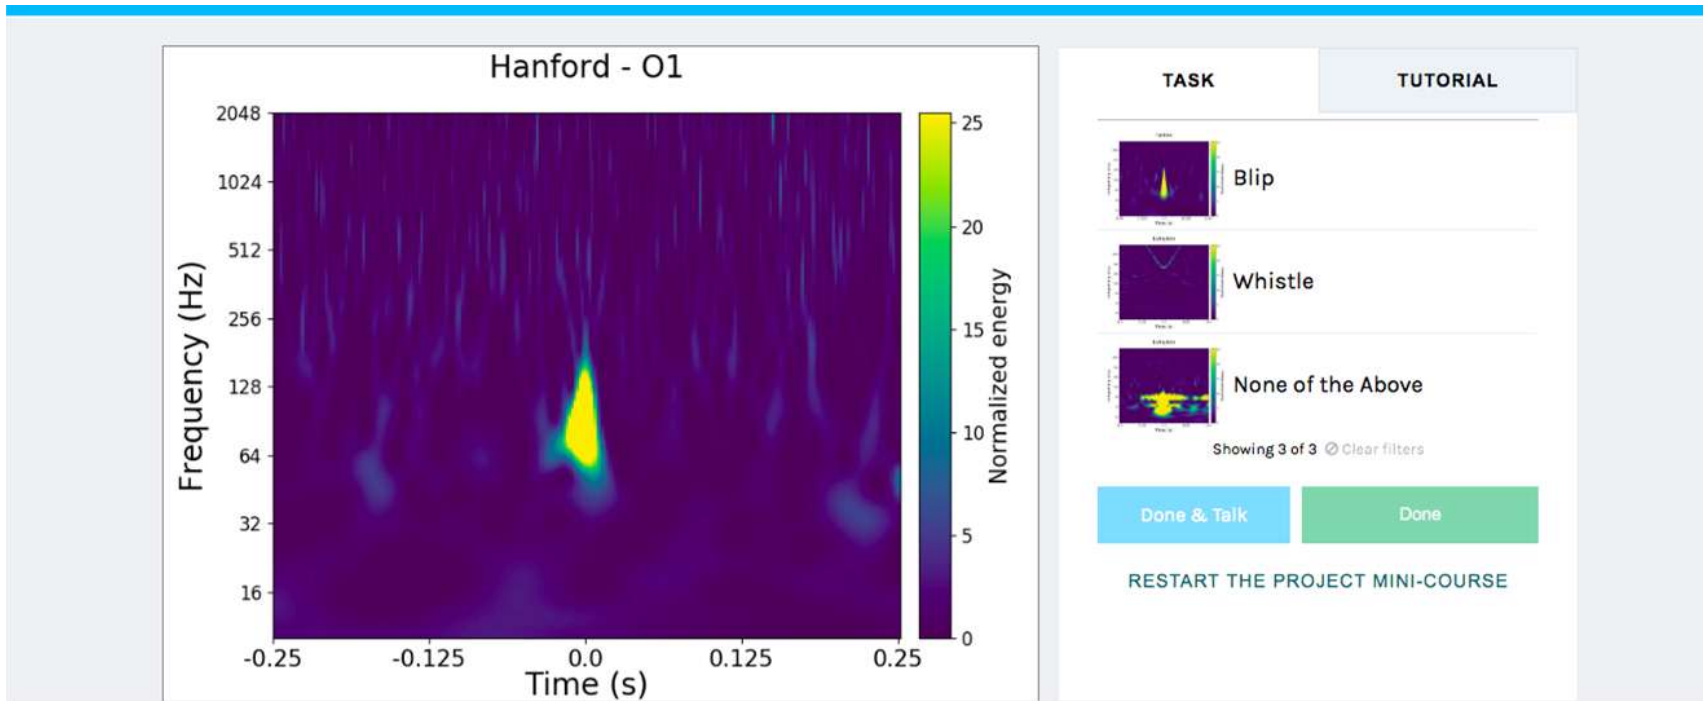 Hanford - O1
2048
1024
512
256
128
64
32
16
Frequency (Hz)
-0.25
-0.125
0.0
0.125
0.25
Time (s)
25
20
15
10
5
0
Normalized energy
TASK
TUTORIAL
Blip
Whistle
None of the Above
Showing 3 of 3 Clear filters
Done & Talk
Done
RESTART THE PROJECT MINI-COURSE